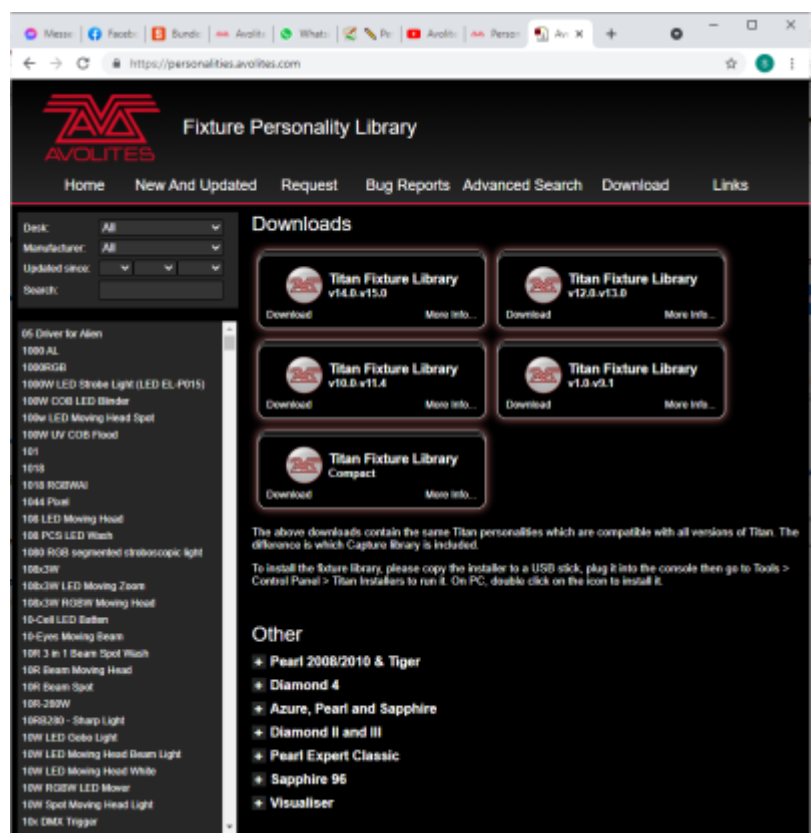 Messe
Faceb
Bundl
Avolit
Whats
Pe
Avolit
Person
Av
https://personalities.avolites.com
S
AVOLITES
Fixture Personality Library
Home New And Updated Request Bug Reports Advanced Search Download Links
Desk: All
Manufacturer: All
Updated since:
Search:
05 Driver for Alien
1000 AL
1000RGB
1000W LED Strobe Light (LED EL-P015)
100W COB LED Blinder
100w LED Moving Head Spot
100W UV COB Flood
101
1018
1018 RGBWAI
1044 Pixel
108 LED Moving Head
108 PCS LED Wash
1080 RGB segmented stroboscopic light
108x3W
108x3W LED Moving Zoom
108x3W RGBW Moving Head
10-Cell LED Batten
10-Eyes Moving Beam
10R 3 in 1 Beam Spot Wash
10R Beam Moving Head
10R Beam Spot
10R-280W
10RB280 - Sharp Light
10W LED Gobo Light
10W LED Moving Head Beam Light
10W LED Moving Head White
10W RGBW LED Mover
10W Spot Moving Head Light
10x DMX Trigger
Downloads
Titan Fixture Library
v14.0-v15.0
Download More Info...
Titan Fixture Library
v12.0-v13.0
Download More Info...
Titan Fixture Library
v10.0-v11.4
Download More Info...
Titan Fixture Library
v1.0-v9.1
Download More Info...
Titan Fixture Library
Compact
Download More Info...
The above downloads contain the same Titan personalities which are compatible with all versions of Titan. The
difference is which Capture library is included.
To install the fixture library, please copy the installer to a USB stick, plug it into the console then go to Tools >
Control Panel > Titan Installers to run it. On PC, double click on the icon to install it.
Other
+ Pearl 2008/2010 & Tiger
+ Diamond 4
+ Azure, Pearl and Sapphire
+ Diamond II and III
+ Pearl Expert Classic
+ Sapphire 96
+ Visualiser